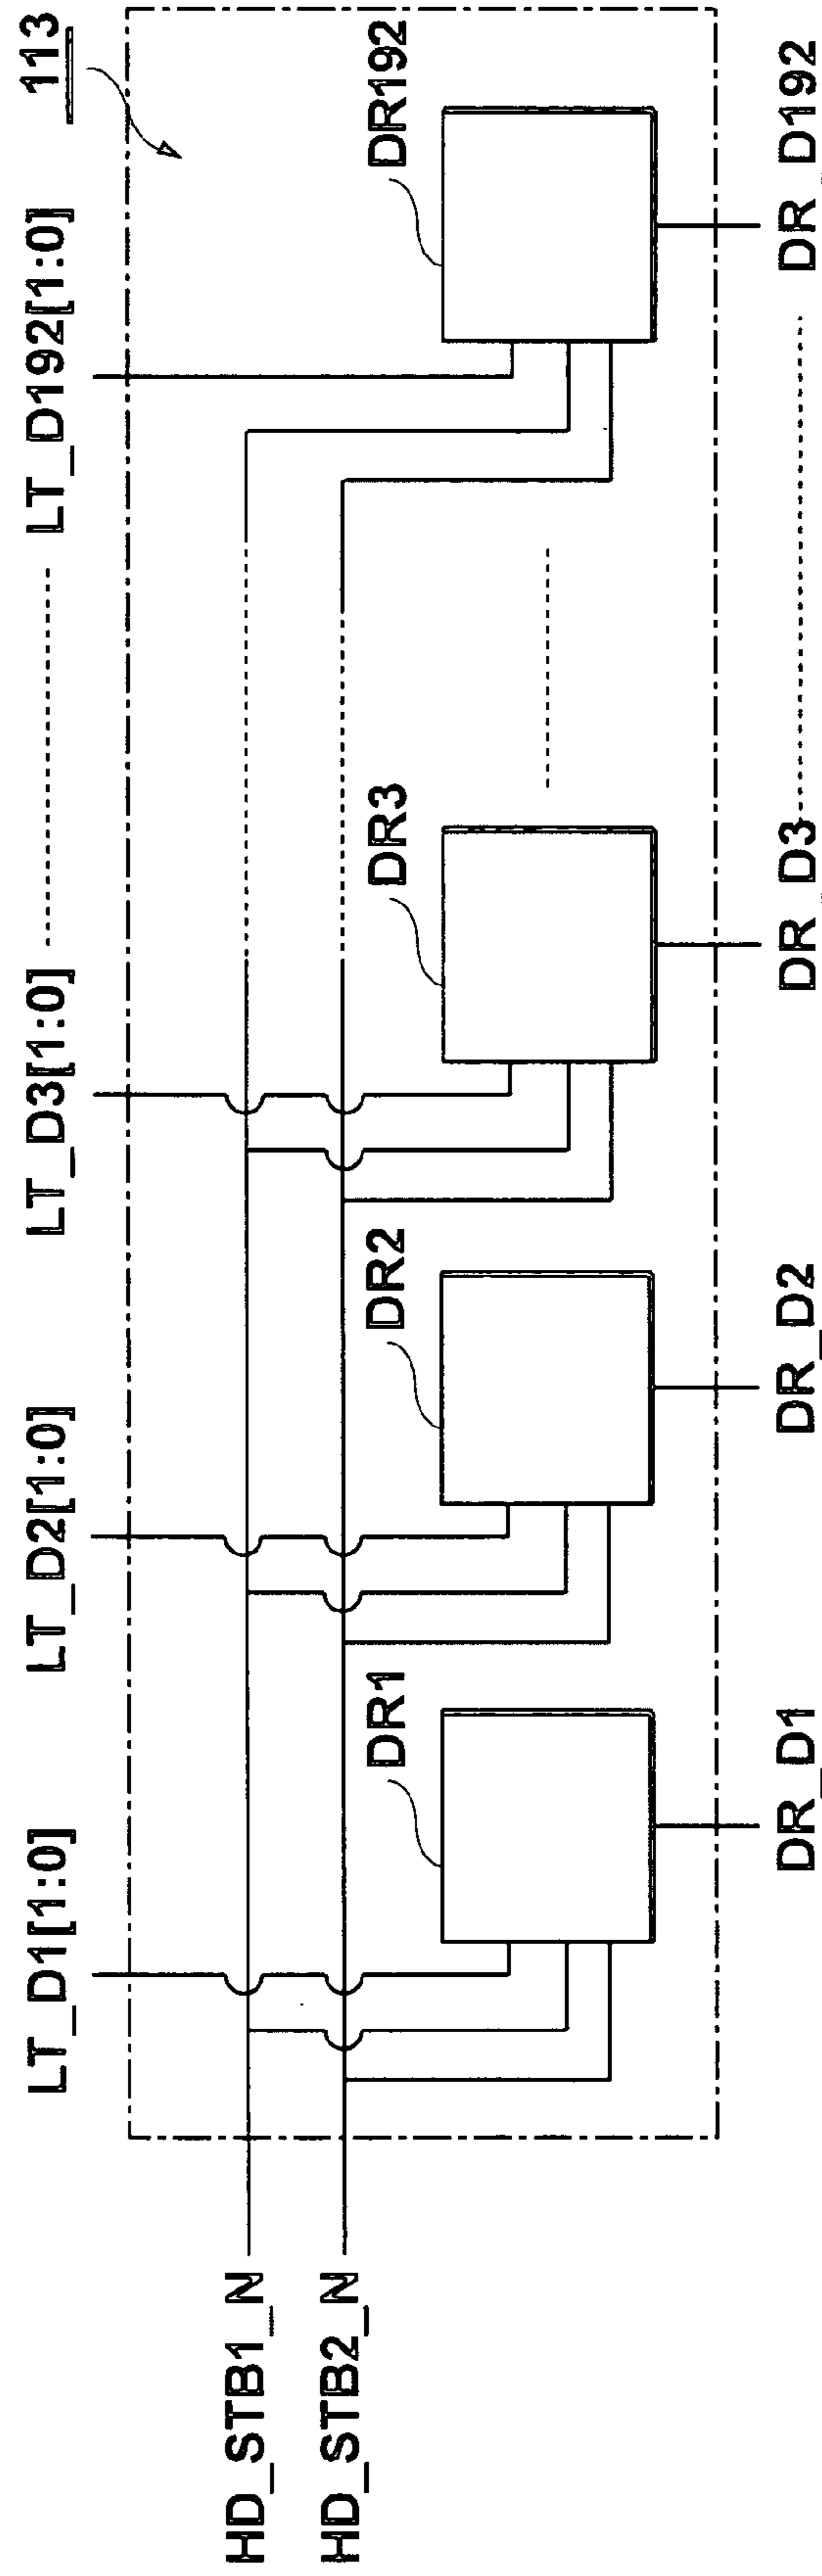 113
LT_D1[1:0] LT_D2[1:0] LT_D3[1:0] LT_D192[1:0]
HD_STB1_N
HD_STB2_N
DR1 DR2 DR3 DR192
DR_D1 DR_D2 DR_D3 DR_D192